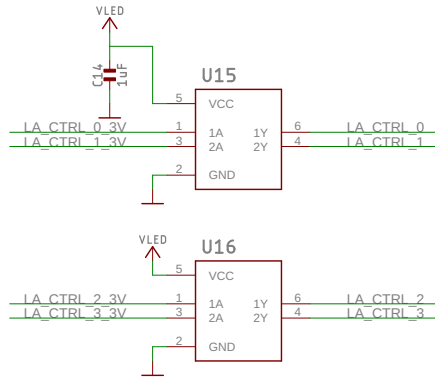 VLED
C14
1uF
U15
5 VCC
LA_CTRL_0_3V 1 1A 1Y 6 LA_CTRL_0
LA_CTRL_1_3V 3 2A 2Y 4 LA_CTRL_1
2 GND
U16
VLED
5 VCC
LA_CTRL_2_3V 1 1A 1Y 6 LA_CTRL_2
LA_CTRL_3_3V 3 2A 2Y 4 LA_CTRL_3
2 GND